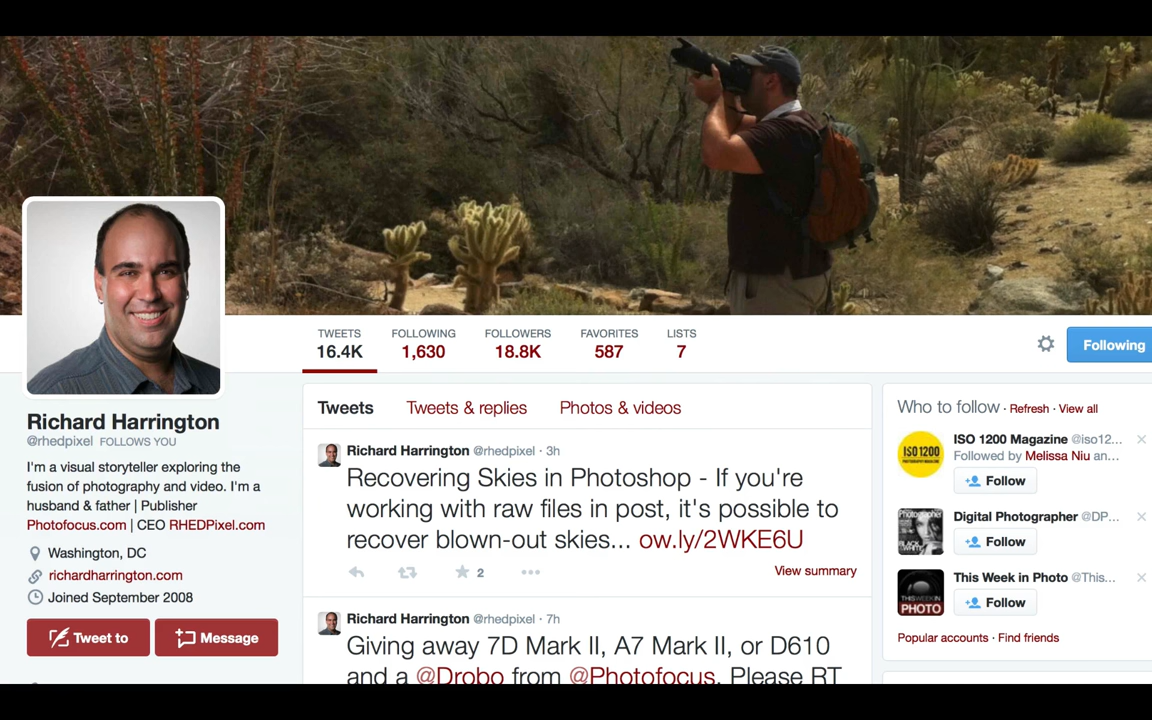 TWEETS FOLLOWING FOLLOWERS FAVORITES LISTS
16.4K 1,630 18.8K 587 7
Following
Richard Harrington
@rhedpixel FOLLOWS YOU
I'm a visual storyteller exploring the
fusion of photography and video. I'm a
husband & father | Publisher
Photofocus.com | CEO RHEDPixel.com
Washington, DC
richardharrington.com
Joined September 2008
Tweet to Message
Tweets Tweets & replies Photos & videos
Richard Harrington @rhedpixel · 3h
Recovering Skies in Photoshop - If you're
working with raw files in post, it's possible to
recover blown-out skies... ow.ly/2WKE6U
2 View summary
Richard Harrington @rhedpixel · 7h
Giving away 7D Mark II, A7 Mark II, or D610
and a @Drobo from @Photofocus. Please RT
Who to follow · Refresh · View all
ISO 1200
ISO 1200 Magazine @iso12...
Followed by Melissa Niu an...
Follow
Digital Photographer @DP...
Follow
THIS WEEK IN
PHOTO
This Week in Photo @This...
Follow
Popular accounts · Find friends